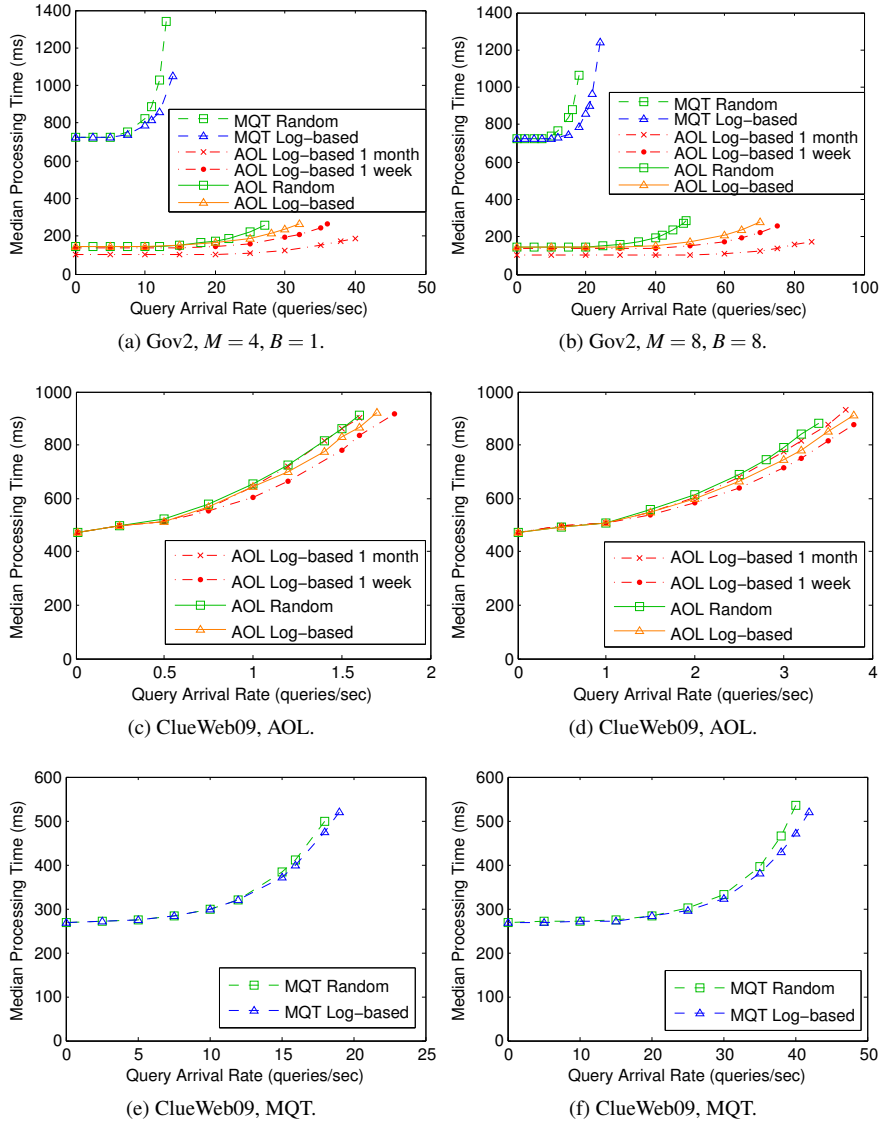 1400
1200
1000
800
600
400
200
0
0 10 20 30 40 50
Median Processing Time (ms)
Query Arrival Rate (queries/sec)
MQT Random
MQT Log−based
AOL Log−based 1 month
AOL Log−based 1 week
AOL Random
AOL Log−based
(a) Gov2, M = 4, B = 1.
1400
1200
1000
800
600
400
200
0
0 20 40 60 80 100
Median Processing Time (ms)
Query Arrival Rate (queries/sec)
MQT Random
MQT Log−based
AOL Log−based 1 month
AOL Log−based 1 week
AOL Random
AOL Log−based
(b) Gov2, M = 8, B = 8.
1000
800
600
400
200
0
0 0.5 1 1.5 2
Median Processing Time (ms)
Query Arrival Rate (queries/sec)
AOL Log−based 1 month
AOL Log−based 1 week
AOL Random
AOL Log−based
(c) ClueWeb09, AOL.
1000
800
600
400
200
0
0 1 2 3 4
Median Processing Time (ms)
Query Arrival Rate (queries/sec)
AOL Log−based 1 month
AOL Log−based 1 week
AOL Random
AOL Log−based
(d) ClueWeb09, AOL.
600
500
400
300
200
100
0
0 5 10 15 20 25
Median Processing Time (ms)
Query Arrival Rate (queries/sec)
MQT Random
MQT Log−based
(e) ClueWeb09, MQT.
600
500
400
300
200
100
0
0 10 20 30 40 50
Median Processing Time (ms)
Query Arrival Rate (queries/sec)
MQT Random
MQT Log−based
(f) ClueWeb09, MQT.